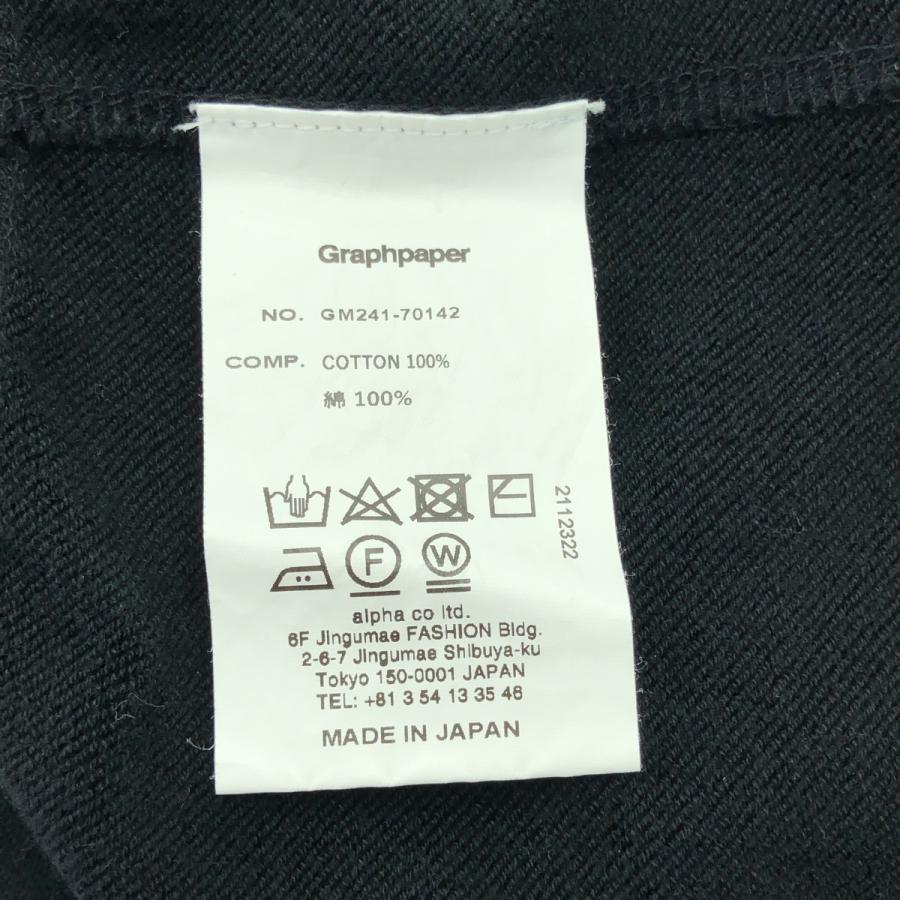 Graphpaper
NO. GM241-70142
COMP. COTTON 100%
綿 100%
2112322
F
W
alpha co ltd.
6F Jingumae FASHION Bldg.
2-6-7 Jingumae Shibuya-ku
Tokyo 150-0001 JAPAN
TEL: +81 3 54 13 35 46
MADE IN JAPAN